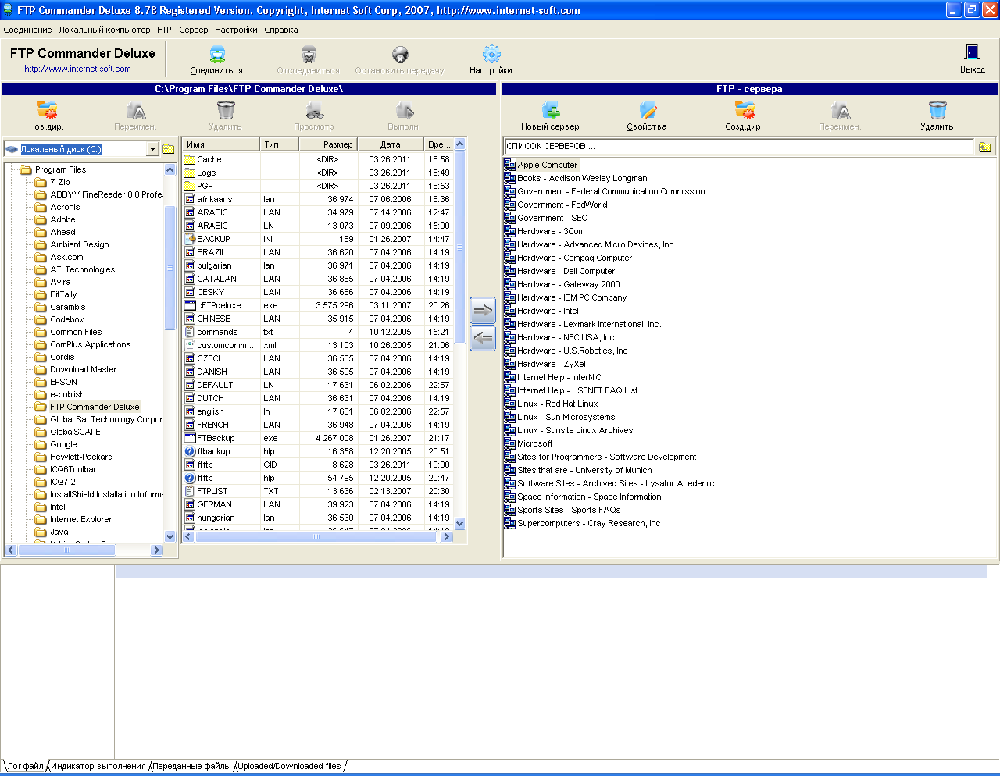 FTP Commander Deluxe 8.78 Registered Version. Copyright, Internet Soft Corp, 2007, http://www.internet-soft.com
Соединение Локальный компьютер FTP - Сервер Настройки Справка
FTP Commander Deluxe
http://www.internet-soft.com
Соединиться Отсоединиться Остановить передачу Настройки Выход
C:\Program Files\FTP Commander Deluxe\
Нов.дир. Переимен. Удалить Просмотр Выполн.
Локальный диск (C:)
Program Files
7-Zip
ABBYY FineReader 8.0 Profe
Acronis
Adobe
Ahead
Ambient Design
Ask.com
ATI Technologies
Avira
BitTally
Carambis
Codebox
Common Files
ComPlus Applications
Cordis
Download Master
EPSON
e-publish
FTP Commander Deluxe
Global Sat Technology Corpor
GlobalSCAPE
Google
Hewlett-Packard
ICQ6Toolbar
ICQ7.2
InstallShield Installation Informa
Intel
Internet Explorer
Java
Имя Тип Размер Дата Вре...
Cache <DIR> 03.26.2011 18:58
Logs <DIR> 03.26.2011 18:49
PGP <DIR> 03.26.2011 18:53
afrikaans lan 36 974 07.06.2006 16:36
ARABIC LAN 34 979 07.14.2006 12:47
ARABIC LN 13 073 07.09.2006 15:00
BACKUP INI 159 01.26.2007 14:47
BRAZIL LAN 36 620 07.04.2006 14:19
bulgarian lan 36 971 07.04.2006 14:19
CATALAN LAN 36 885 07.04.2006 14:19
CESKY LAN 36 656 07.04.2006 14:19
cFTPdeluxe exe 3 575 296 03.11.2007 20:26
CHINESE LAN 35 915 07.04.2006 14:19
commands txt 4 10.12.2005 15:21
customcomm ... xml 13 103 10.26.2005 21:06
CZECH LAN 36 585 07.04.2006 14:19
DANISH LAN 36 505 07.04.2006 14:19
DEFAULT LN 17 631 06.02.2006 22:57
DUTCH LAN 36 631 07.04.2006 14:19
english ln 17 631 06.02.2006 22:57
FRENCH LAN 36 948 07.04.2006 14:19
FTBackup exe 4 267 008 01.26.2007 21:17
ftbackup hlp 16 358 12.20.2005 20:51
ftftp GID 8 628 03.26.2011 19:00
ftftp hlp 54 795 12.20.2005 20:47
FTPLIST TXT 13 636 02.13.2007 20:30
GERMAN LAN 39 923 07.04.2006 14:19
hungarian lan 36 530 07.04.2006 14:19
FTP - сервера
Новый сервер Свойства Созд.дир. Переимен. Удалить
СПИСОК СЕРВЕРОВ ...
Apple Computer
Books - Addison Wesley Longman
Government - Federal Communication Commission
Government - FedWorld
Government - SEC
Hardware - 3Com
Hardware - Advanced Micro Devices, Inc.
Hardware - Compaq Computer
Hardware - Dell Computer
Hardware - Gateway 2000
Hardware - IBM PC Company
Hardware - Intel
Hardware - Lexmark International, Inc.
Hardware - NEC USA, Inc.
Hardware - U.S.Robotics, Inc
Hardware - ZyXel
Internet Help - InterNIC
Internet Help - USENET FAQ List
Linux - Red Hat Linux
Linux - Sun Microsystems
Linux - Sunsite Linux Archives
Microsoft
Sites for Programmers - Software Development
Sites that are - University of Munich
Software Sites - Archived Sites - Lysator Acedemic
Space Information - Space Information
Sports Sites - Sports FAQs
Supercomputers - Cray Research, Inc
Лог файл Индикатор выполнения Переданные файлы Uploaded/Downloaded files